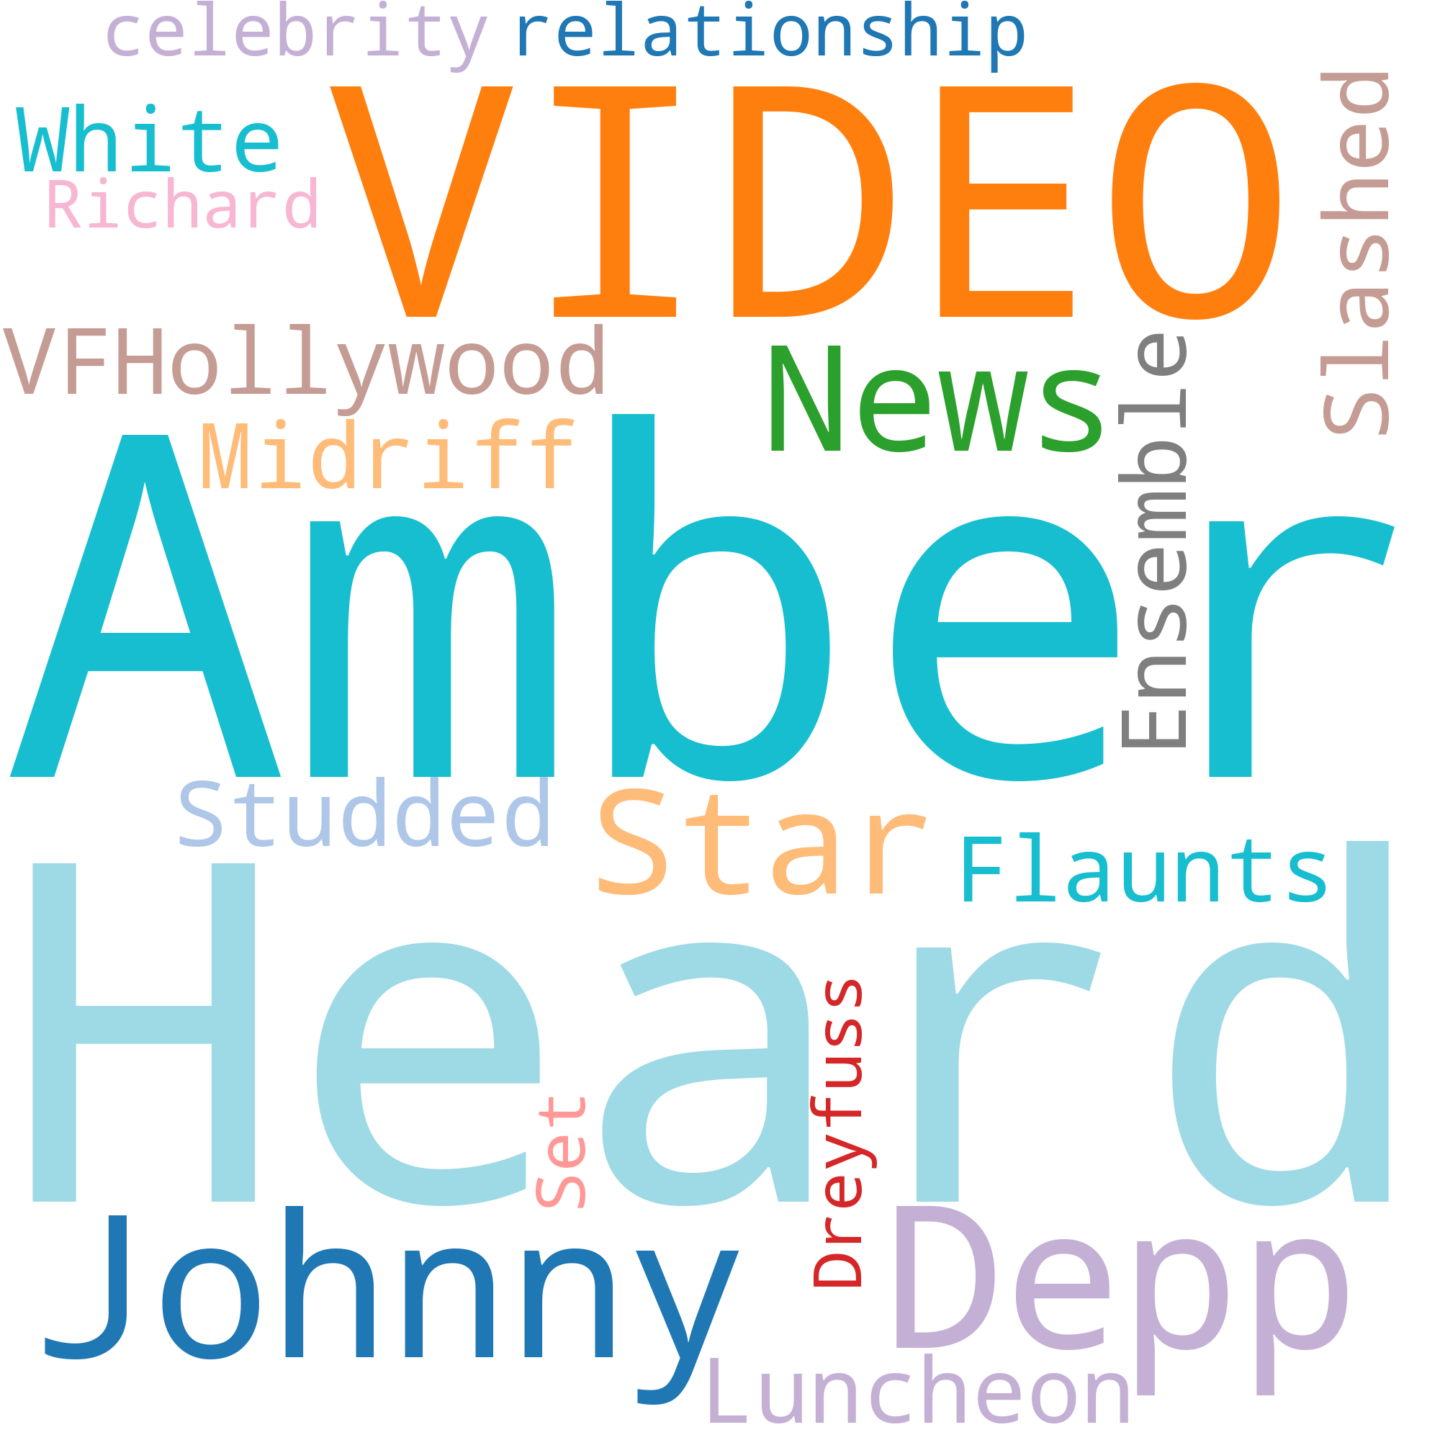 celebrity relationship
White
Richard
VIDEO
Slashed
VFHollywood
News
Midriff
Ensemble
Amber
Studded
Star
Flaunts
Heard
Set
Dreyfuss
Johnny
Depp
Luncheon